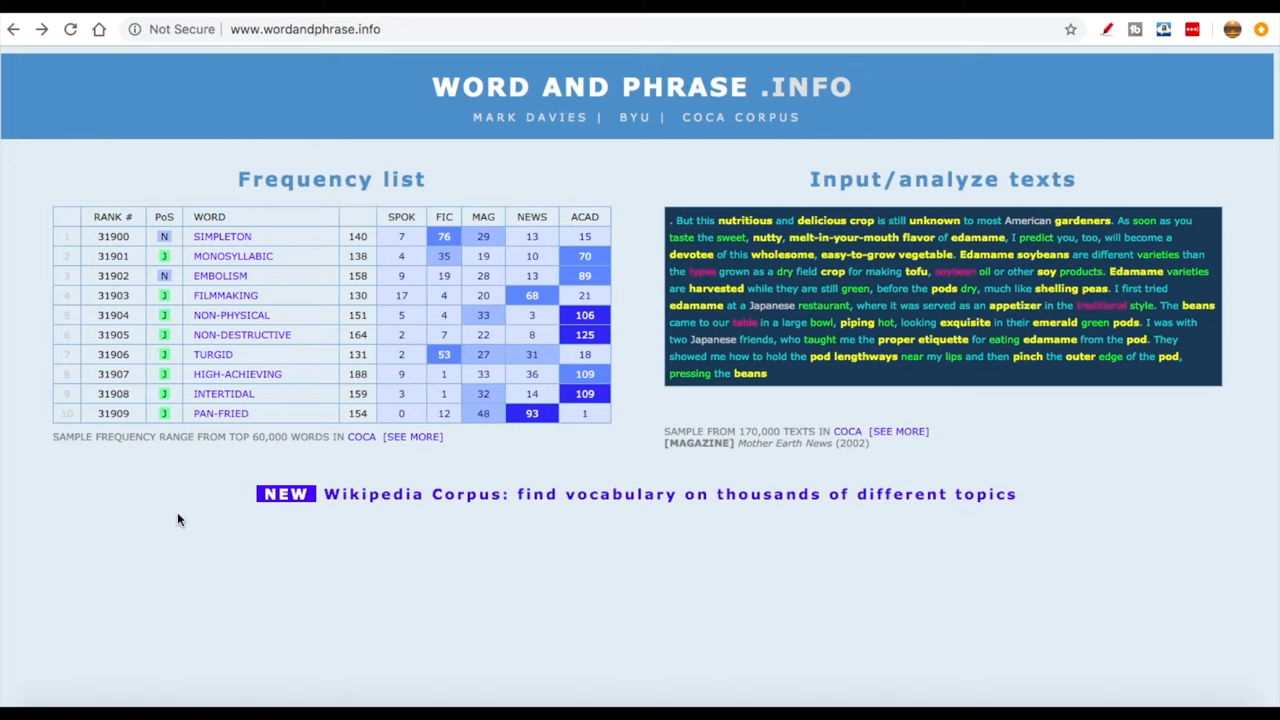 Not Secure www.wordandphrase.info
WORD AND PHRASE .INFO
MARK DAVIES | BYU | COCA CORPUS
Frequency list
RANK # PoS WORD SPOK FIC MAG NEWS ACAD
1 31900 N SIMPLETON 140 7 76 29 13 15
2 31901 J MONOSYLLABIC 138 4 35 19 10 70
3 31902 N EMBOLISM 158 9 19 28 13 89
4 31903 J FILMMAKING 130 17 4 20 68 21
5 31904 J NON-PHYSICAL 151 5 4 33 3 106
6 31905 J NON-DESTRUCTIVE 164 2 7 22 8 125
7 31906 J TURGID 131 2 53 27 31 18
8 31907 J HIGH-ACHIEVING 188 9 1 33 36 109
9 31908 J INTERTIDAL 159 3 1 32 14 109
10 31909 J PAN-FRIED 154 0 12 48 93 1
SAMPLE FREQUENCY RANGE FROM TOP 60,000 WORDS IN COCA [SEE MORE]
Input/analyze texts
. But this nutritious and delicious crop is still unknown to most American gardeners. As soon as you
taste the sweet, nutty, melt-in-your-mouth flavor of edamame, I predict you, too, will become a
devotee of this wholesome, easy-to-grow vegetable. Edamame soybeans are different varieties than
the types grown as a dry field crop for making tofu, soybean oil or other soy products. Edamame varieties
are harvested while they are still green, before the pods dry, much like shelling peas. I first tried
edamame at a Japanese restaurant, where it was served as an appetizer in the traditional style. The beans
came to our table in a large bowl, piping hot, looking exquisite in their emerald green pods. I was with
two Japanese friends, who taught me the proper etiquette for eating edamame from the pod. They
showed me how to hold the pod lengthways near my lips and then pinch the outer edge of the pod,
pressing the beans
SAMPLE FROM 170,000 TEXTS IN COCA [SEE MORE]
[MAGAZINE] Mother Earth News (2002)
NEW Wikipedia Corpus: find vocabulary on thousands of different topics